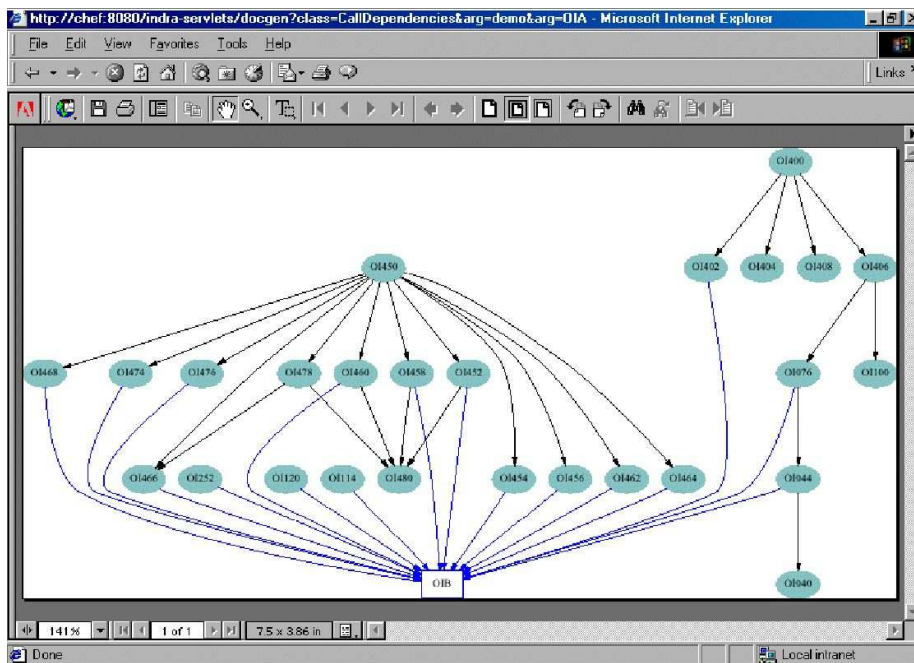 http://chef:8080/indra-servlets/docgen?class=CallDependencies&arg=demo&arg=OIA - Microsoft Internet Explorer
File Edit View Favorites Tools Help
Links
OI400
OI450
OI402 OI404 OI408 OI406
OI468 OI474 OI476 OI478 OI460 OI458 OI452 OI076 OI100
OI466 OI252 OI120 OI114 OI480 OI454 OI456 OI462 OI464 OI044
OIB
OI040
141% 1 of 1 7.5 x 3.86 in
Done Local intranet